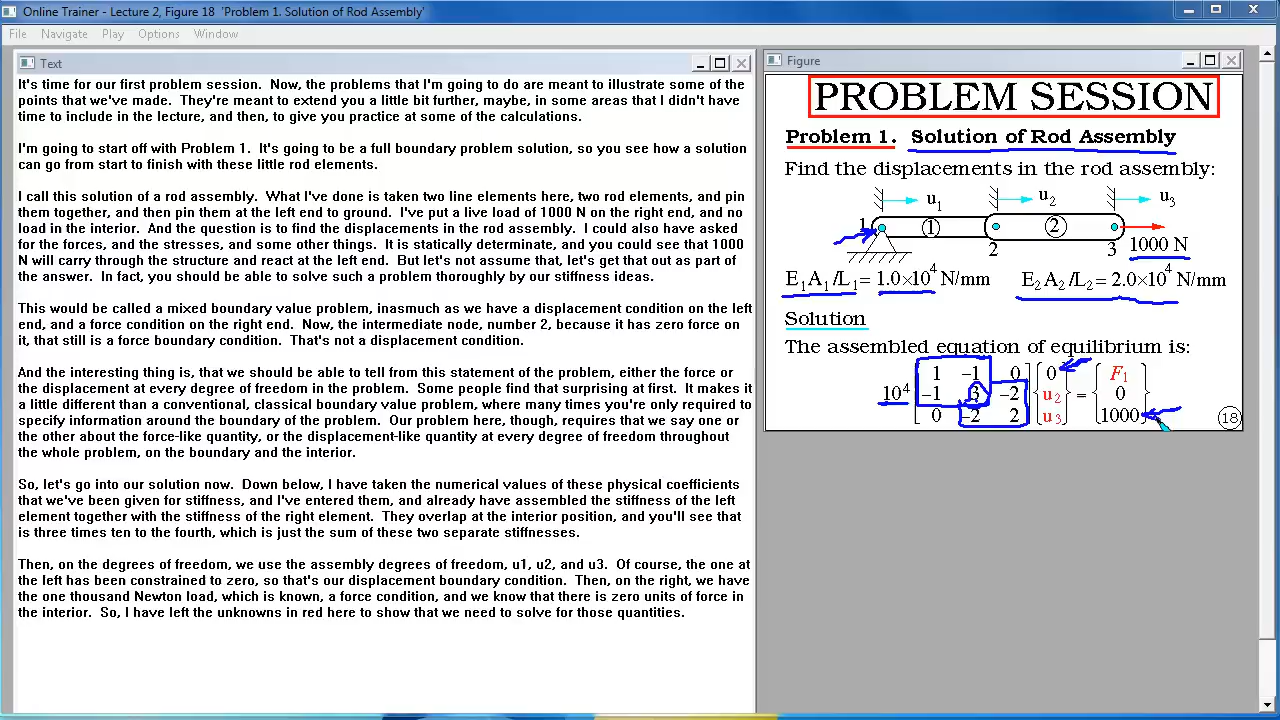 Online Trainer - Lecture 2, Figure 18 'Problem 1. Solution of Rod Assembly'
File Navigate Play Options Window
Text
It's time for our first problem session. Now, the problems that I'm going to do are meant to illustrate some of the
points that we've made. They're meant to extend you a little bit further, maybe, in some areas that I didn't have
time to include in the lecture, and then, to give you practice at some of the calculations.
I'm going to start off with Problem 1. It's going to be a full boundary problem solution, so you see how a solution
can go from start to finish with these little rod elements.
I call this solution of a rod assembly. What I've done is taken two line elements here, two rod elements, and pin
them together, and then pin them at the left end to ground. I've put a live load of 1000 N on the right end, and no
load in the interior. And the question is to find the displacements in the rod assembly. I could also have asked
for the forces, and the stresses, and some other things. It is statically determinate, and you could see that 1000
N will carry through the structure and react at the left end. But let's not assume that, let's get that out as part of
the answer. In fact, you should be able to solve such a problem thoroughly by our stiffness ideas.
This would be called a mixed boundary value problem, inasmuch as we have a displacement condition on the left
end, and a force condition on the right end. Now, the intermediate node, number 2, because it has zero force on
it, that still is a force boundary condition. That's not a displacement condition.
And the interesting thing is, that we should be able to tell from this statement of the problem, either the force or
the displacement at every degree of freedom in the problem. Some people find that surprising at first. It makes it
a little different than a conventional, classical boundary value problem, where many times you're only required to
specify information around the boundary of the problem. Our problem here, though, requires that we say one or
the other about the force-like quantity, or the displacement-like quantity at every degree of freedom throughout
the whole problem, on the boundary and the interior.
So, let's go into our solution now. Down below, I have taken the numerical values of these physical coefficients
that we've been given for stiffness, and I've entered them, and already have assembled the stiffness of the left
element together with the stiffness of the right element. They overlap at the interior position, and you'll see that
is three times ten to the fourth, which is just the sum of these two separate stiffnesses.
Then, on the degrees of freedom, we use the assembly degrees of freedom, u1, u2, and u3. Of course, the one at
the left has been constrained to zero, so that's our displacement boundary condition. Then, on the right, we have
the one thousand Newton load, which is known, a force condition, and we know that there is zero units of force in
the interior. So, I have left the unknowns in red here to show that we need to solve for those quantities.
Figure
PROBLEM SESSION
Problem 1. Solution of Rod Assembly
Find the displacements in the rod assembly:
u₁ u₂ u₃
1 ① ②
2 3 1000 N
E₁A₁/L₁ = 1.0×10⁴ N/mm E₂A₂/L₂ = 2.0×10⁴ N/mm
Solution
The assembled equation of equilibrium is:
1 −1 0 0 F₁
10⁴ −1 3 −2 u₂ = 0
0 −2 2 u₃ 1000
18